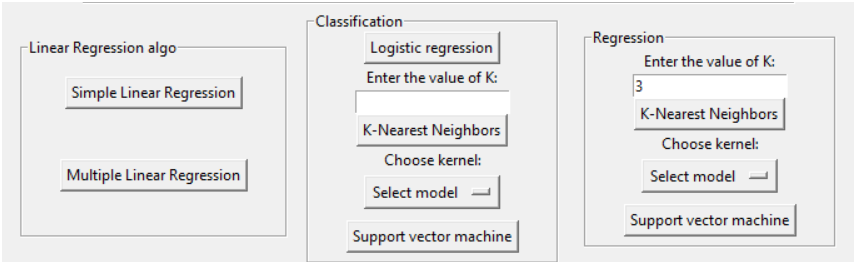 Linear Regression algo
Simple Linear Regression
Multiple Linear Regression
Classification
Logistic regression
Enter the value of K:
K-Nearest Neighbors
Choose kernel:
Select model
Support vector machine
Regression
Enter the value of K:
3
K-Nearest Neighbors
Choose kernel:
Select model
Support vector machine